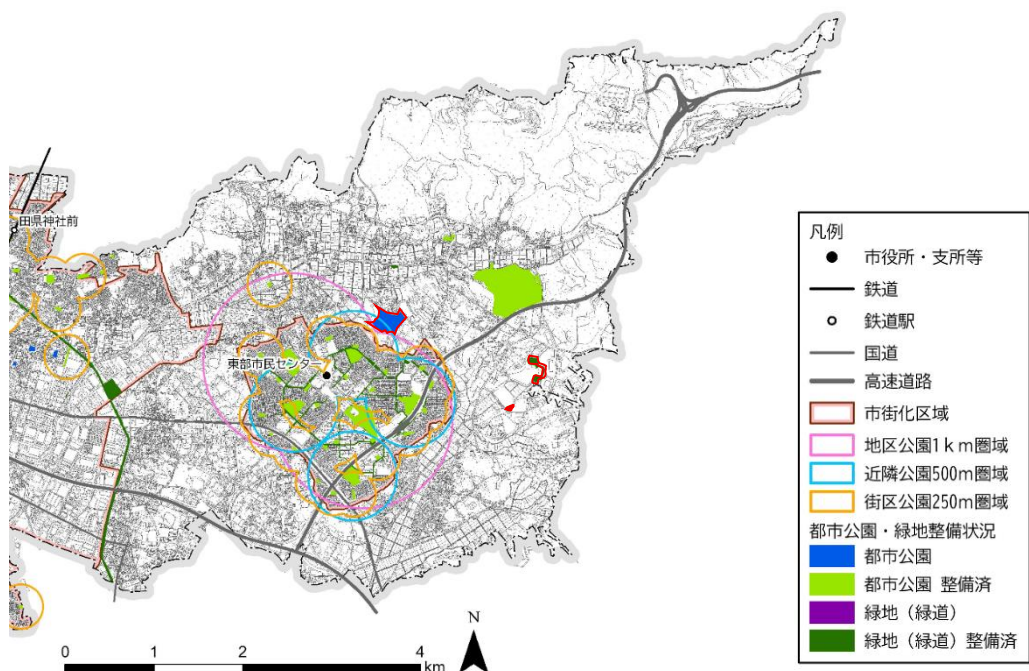 田県神社前
東部市民センター
凡例
市役所・支所等
鉄道
鉄道駅
国道
高速道路
市街化区域
地区公園1km圏域
近隣公園500m圏域
街区公園250m圏域
都市公園・緑地整備状況
都市公園
都市公園 整備済
緑地（緑道）
緑地（緑道）整備済
N
0 1 2 4
km